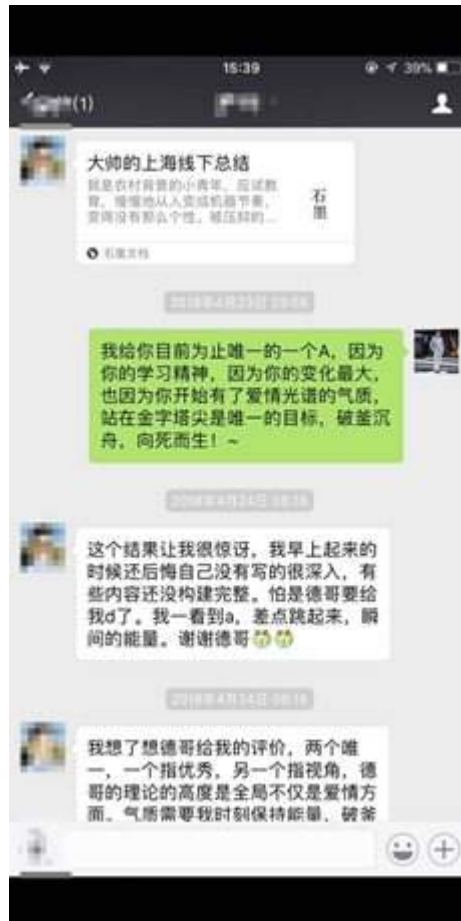 15:39
39%
(1)
大帅的上海线下总结
我是农村背景的小青年，应试教
育，慢慢地从人变成机器节奏，
变得没有那么个性，被压抑的...
石墨
石墨文档
我给你目前为止唯一的一个A，因为
你的学习精神，因为你的变化最大，
也因为你开始有了爱情光谱的气质，
站在金字塔尖是唯一的目标，破釜沉
舟，向死而生！~
这个结果让我很惊讶，我早上起来的
时候还后悔自己没有写的很深入，有
些内容还没构建完整。怕是德哥要给
我d了。我一看到a，差点跳起来，瞬
间的能量。谢谢德哥
我想了想德哥给我的评价，两个唯
一，一个指优秀，另一个指视角，德
哥的理论的高度是全局不仅是爱情方
面。气质需要我时刻保持能量，破釜